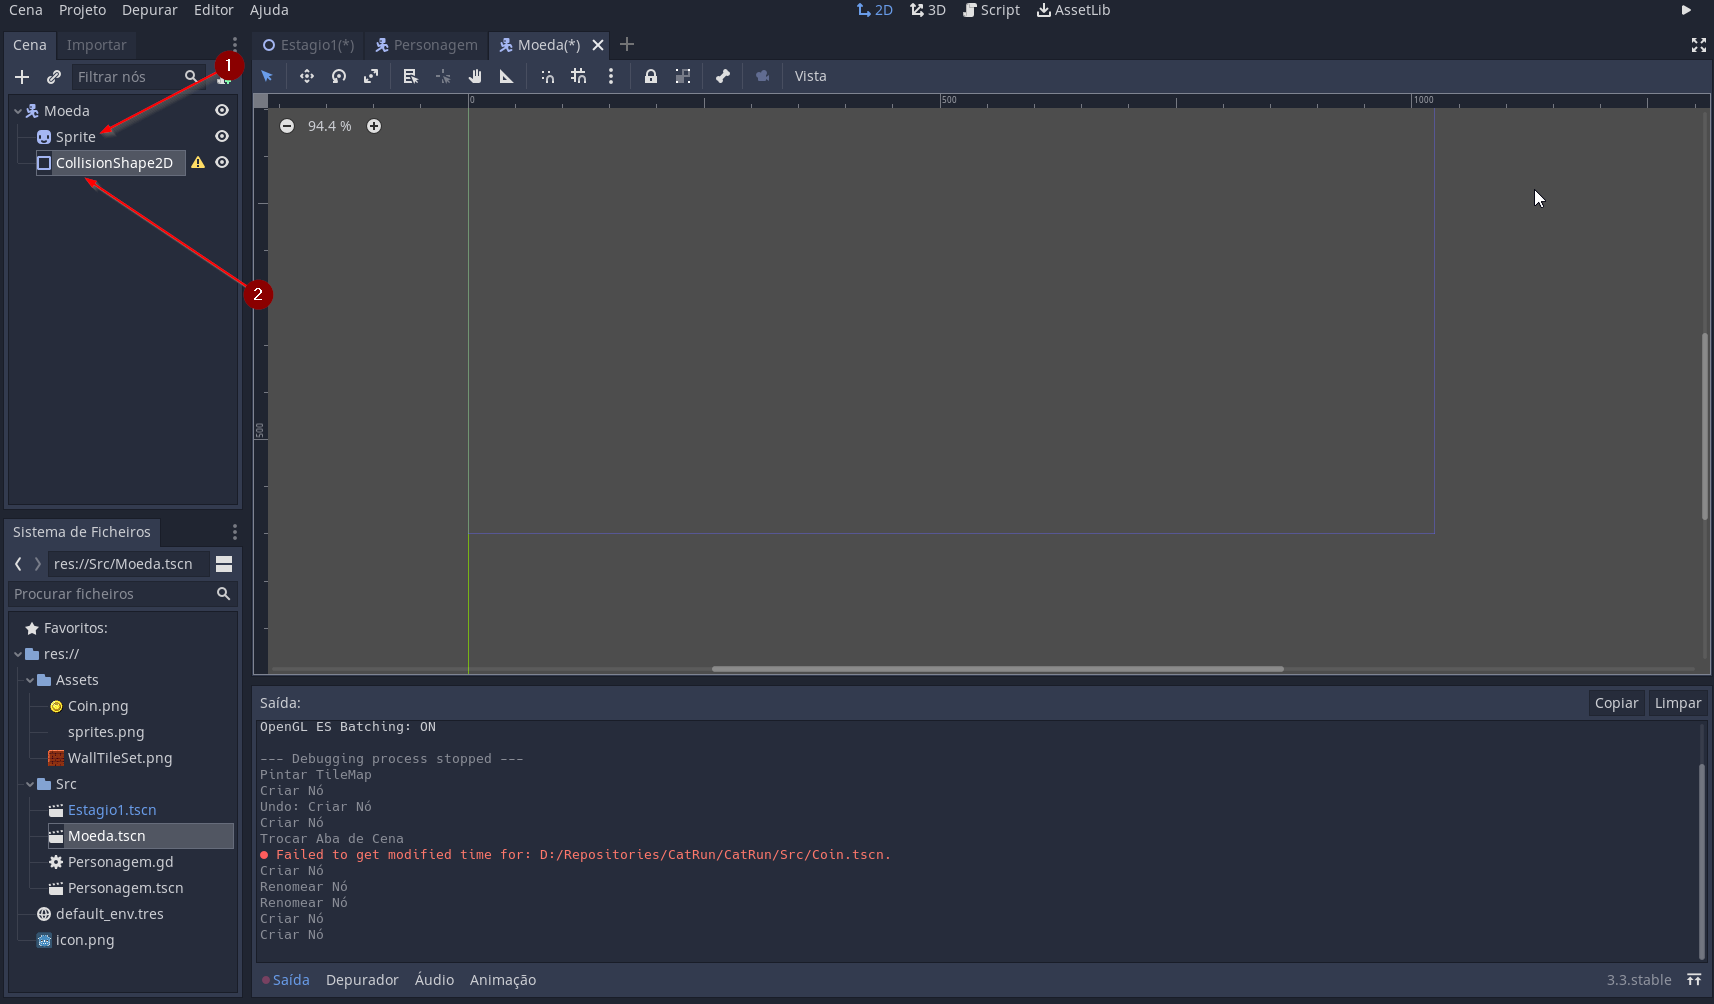 Cena Projeto Depurar Editor Ajuda 2D 3D Script AssetLib
Cena Importar Estagio1(*) Personagem Moeda(*)
1
Filtrar nós Vista
0 500 1000
Moeda
94.4 %
Sprite
CollisionShape2D
2
500
Sistema de Ficheiros
res://Src/Moeda.tscn
Procurar ficheiros
Favoritos:
res://
Assets
Coin.png
sprites.png
WallTileSet.png
Src
Estagio1.tscn
Moeda.tscn
Personagem.gd
Personagem.tscn
default_env.tres
icon.png
Saída: Copiar Limpar
OpenGL ES Batching: ON
--- Debugging process stopped ---
Pintar TileMap
Criar Nó
Undo: Criar Nó
Criar Nó
Trocar Aba de Cena
Failed to get modified time for: D:/Repositories/CatRun/CatRun/Src/Coin.tscn.
Criar Nó
Renomear Nó
Renomear Nó
Criar Nó
Criar Nó
Saída Depurador Áudio Animação 3.3.stable